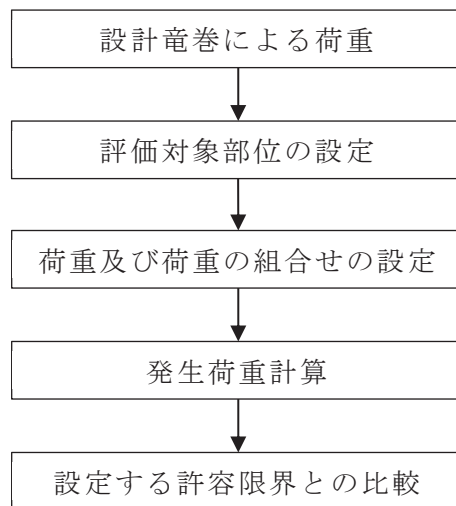 設計竜巻による荷重
評価対象部位の設定
荷重及び荷重の組合せの設定
発生荷重計算
設定する許容限界との比較